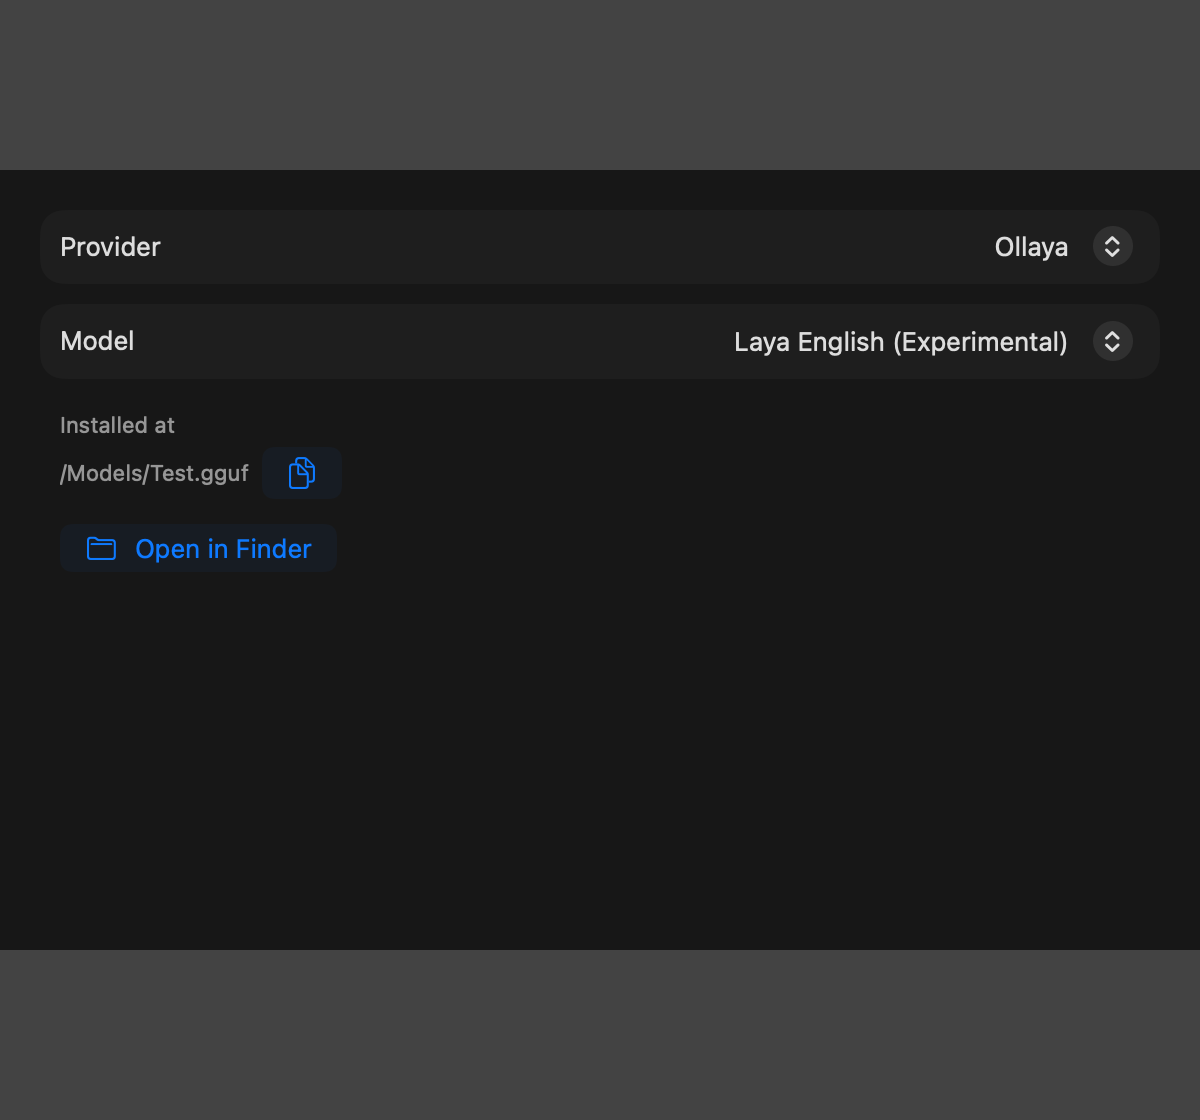 Provider
Ollaya
Model
Laya English (Experimental)
Installed at
/Models/Test.gguf
Open in Finder